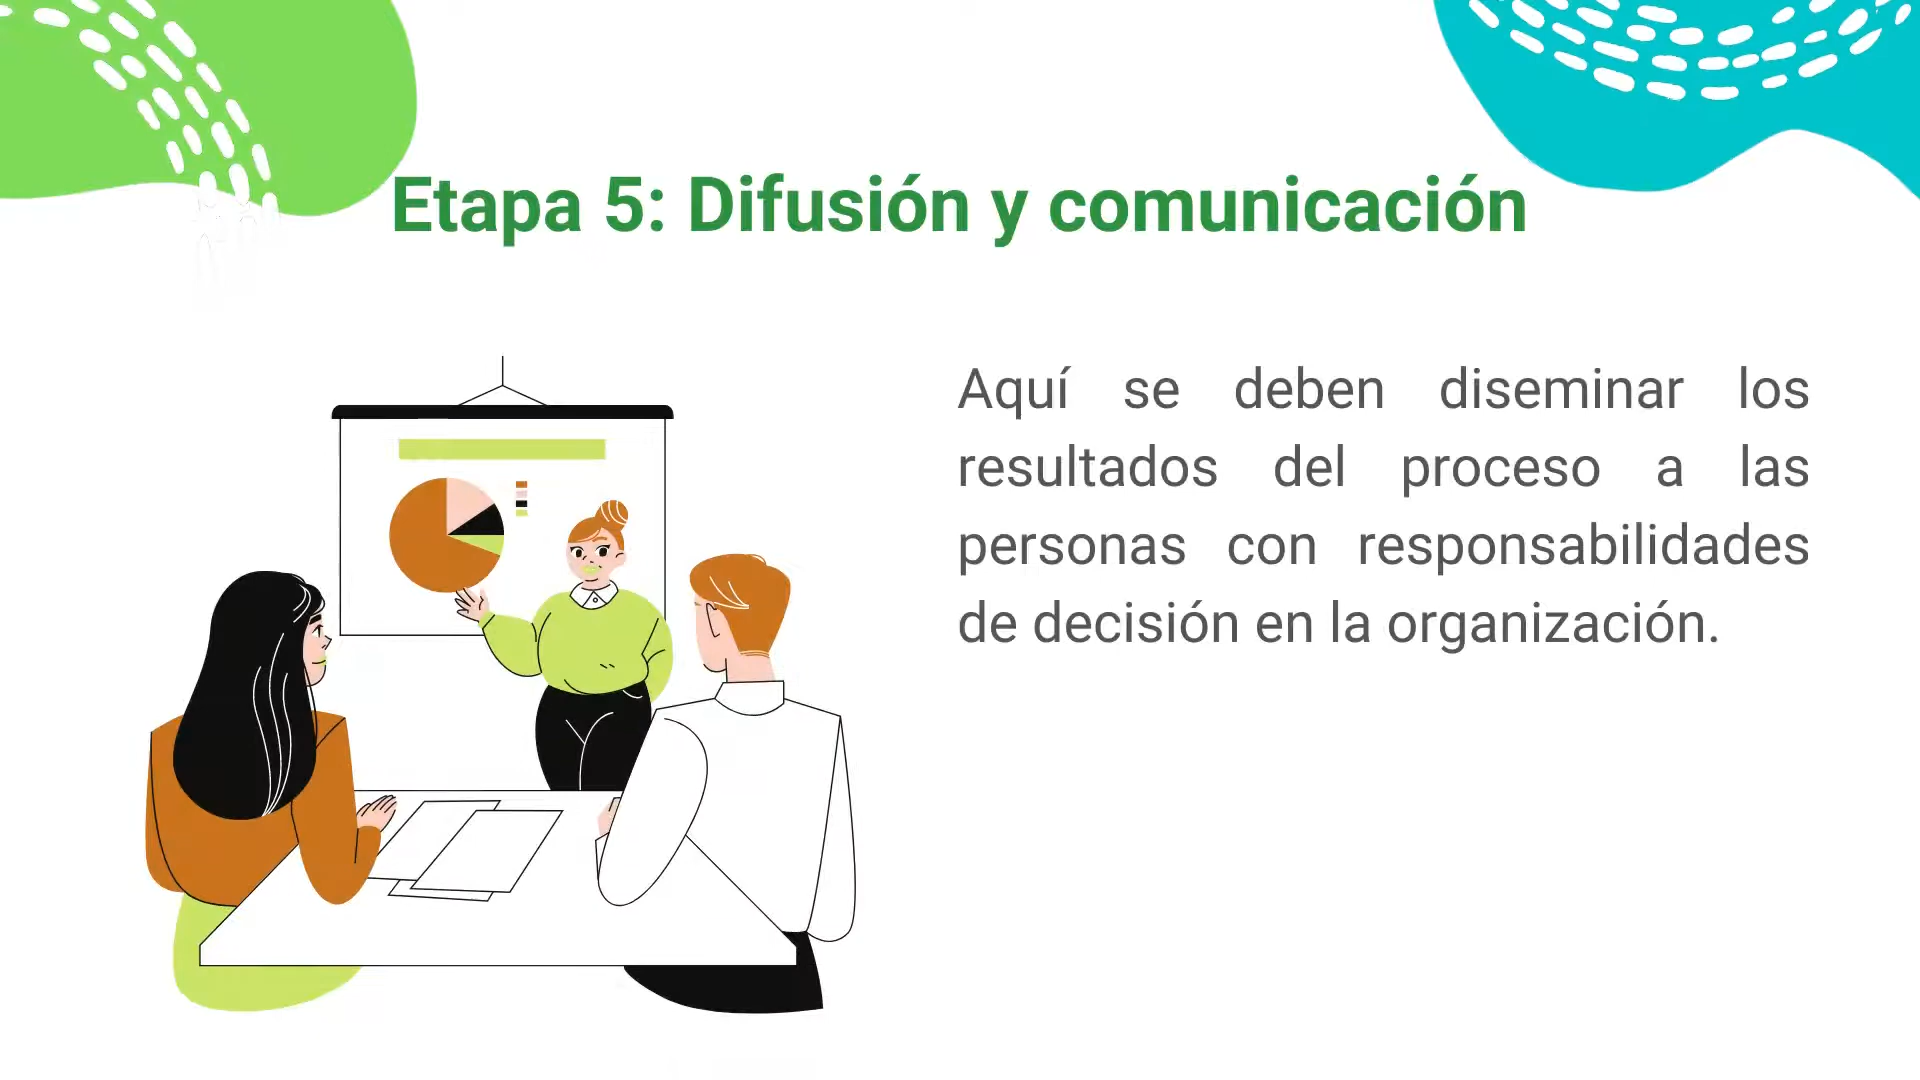 Etapa 5: Difusión y comunicación
Aquí se deben diseminar los
resultados del proceso a las
personas con responsabilidades
de decisión en la organización.